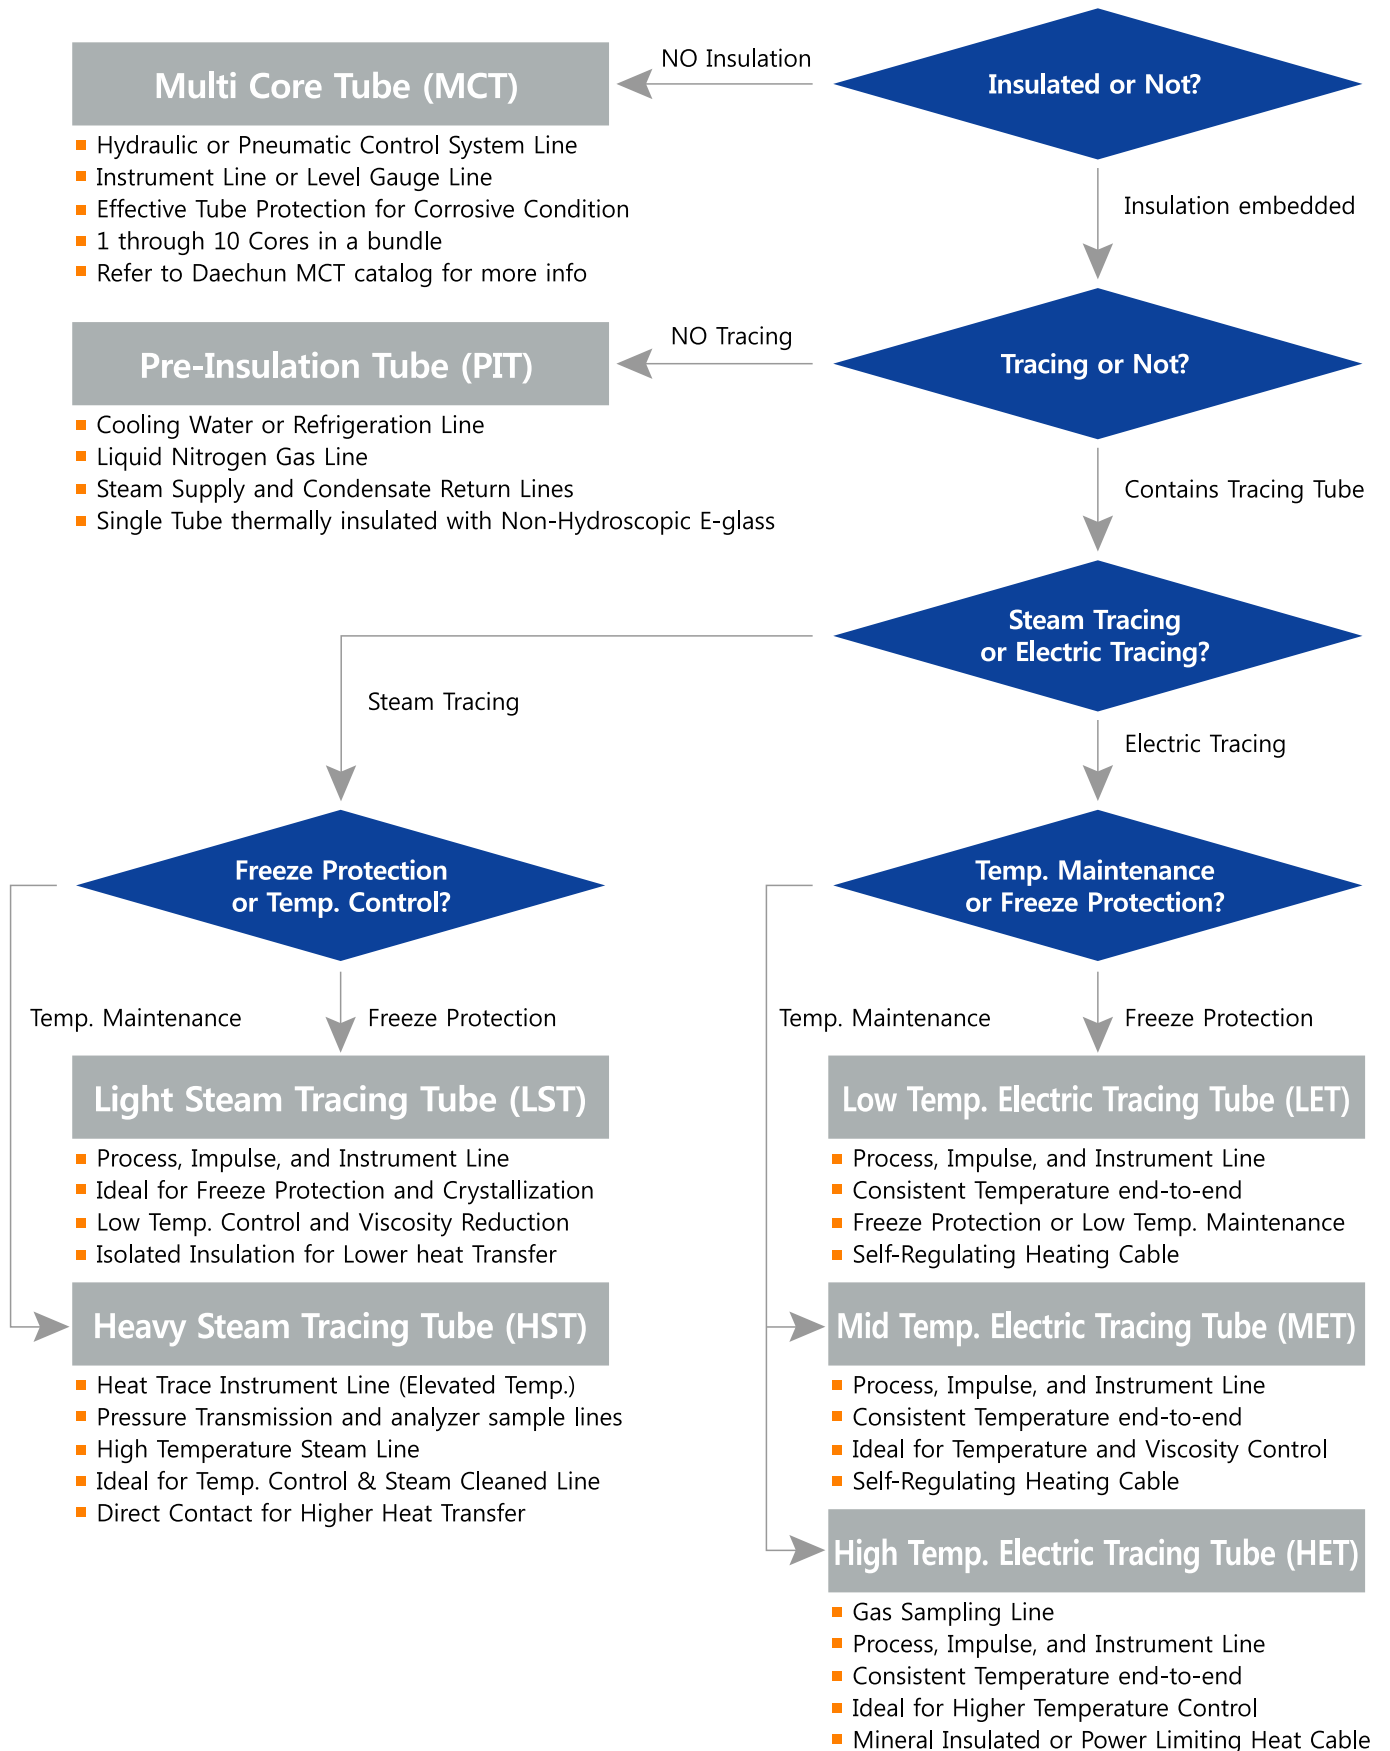 Insulated or Not?
NO Insulation
Multi Core Tube (MCT)
Hydraulic or Pneumatic Control System Line
Instrument Line or Level Gauge Line
Effective Tube Protection for Corrosive Condition
1 through 10 Cores in a bundle
Refer to Daechun MCT catalog for more info
Insulation embedded
Tracing or Not?
NO Tracing
Pre-Insulation Tube (PIT)
Cooling Water or Refrigeration Line
Liquid Nitrogen Gas Line
Steam Supply and Condensate Return Lines
Single Tube thermally insulated with Non-Hydroscopic E-glass
Contains Tracing Tube
Steam Tracing
or Electric Tracing?
Steam Tracing
Electric Tracing
Freeze Protection
or Temp. Control?
Temp. Maintenance
Freeze Protection
Light Steam Tracing Tube (LST)
Process, Impulse, and Instrument Line
Ideal for Freeze Protection and Crystallization
Low Temp. Control and Viscosity Reduction
Isolated Insulation for Lower heat Transfer
Heavy Steam Tracing Tube (HST)
Heat Trace Instrument Line (Elevated Temp.)
Pressure Transmission and analyzer sample lines
High Temperature Steam Line
Ideal for Temp. Control & Steam Cleaned Line
Direct Contact for Higher Heat Transfer
Temp. Maintenance
or Freeze Protection?
Temp. Maintenance
Freeze Protection
Low Temp. Electric Tracing Tube (LET)
Process, Impulse, and Instrument Line
Consistent Temperature end-to-end
Freeze Protection or Low Temp. Maintenance
Self-Regulating Heating Cable
Mid Temp. Electric Tracing Tube (MET)
Process, Impulse, and Instrument Line
Consistent Temperature end-to-end
Ideal for Temperature and Viscosity Control
Self-Regulating Heating Cable
High Temp. Electric Tracing Tube (HET)
Gas Sampling Line
Process, Impulse, and Instrument Line
Consistent Temperature end-to-end
Ideal for Higher Temperature Control
Mineral Insulated or Power Limiting Heat Cable